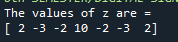 The values of z are =
[ 2 -3 -2 10 -2 -3  2]